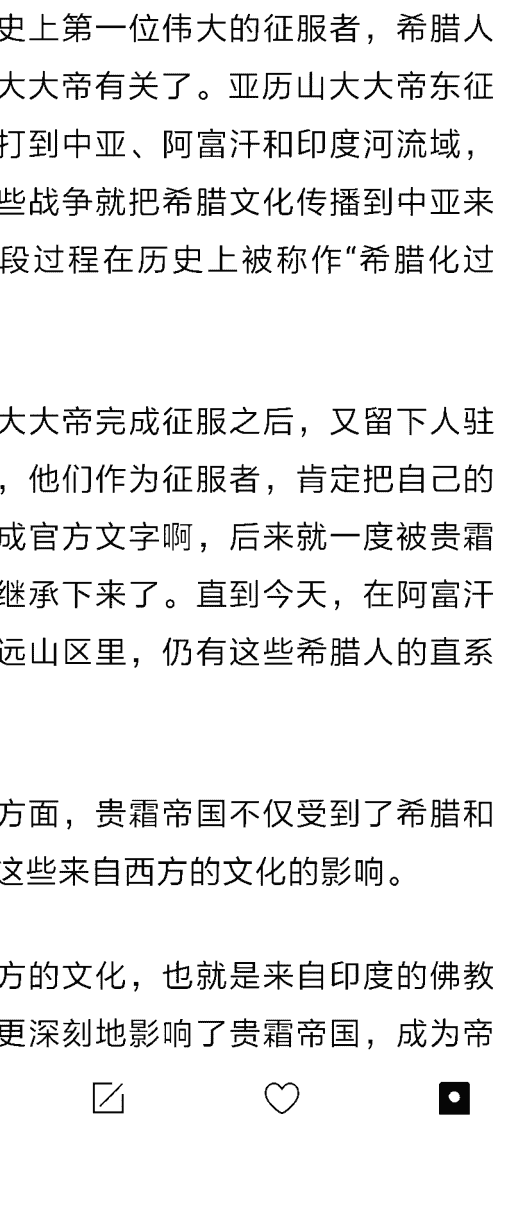 史上第一位伟大的征服者，希腊人
大大帝有关了。亚历山大大帝东征
打到中亚、阿富汗和印度河流域，
些战争就把希腊文化传播到中亚来
段过程在历史上被称作“希腊化过
大大帝完成征服之后，又留下人驻
，他们作为征服者，肯定把自己的
成官方文字啊，后来就一度被贵霜
继承下来了。直到今天，在阿富汗
远山区里，仍有这些希腊人的直系
方面，贵霜帝国不仅受到了希腊和
这些来自西方的文化的影响。
方的文化，也就是来自印度的佛教
更深刻地影响了贵霜帝国，成为帝